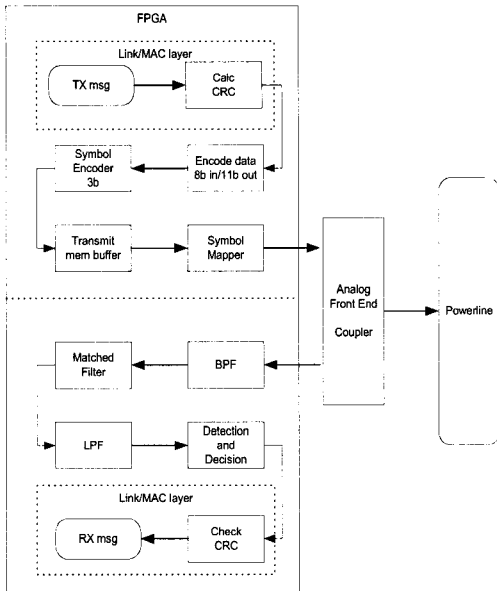 FPGA
Link/MAC layer
TX msg
Calc
CRC
Symbol
Encoder
3b
Encode data
8b in/11b out
Transmit
mem buffer
Symbol
Mapper
Analog
Front End
Coupler
Powerline
Matched
Filter
BPF
LPF
Detection
and
Decision
Link/MAC layer
RX msg
Check
CRC